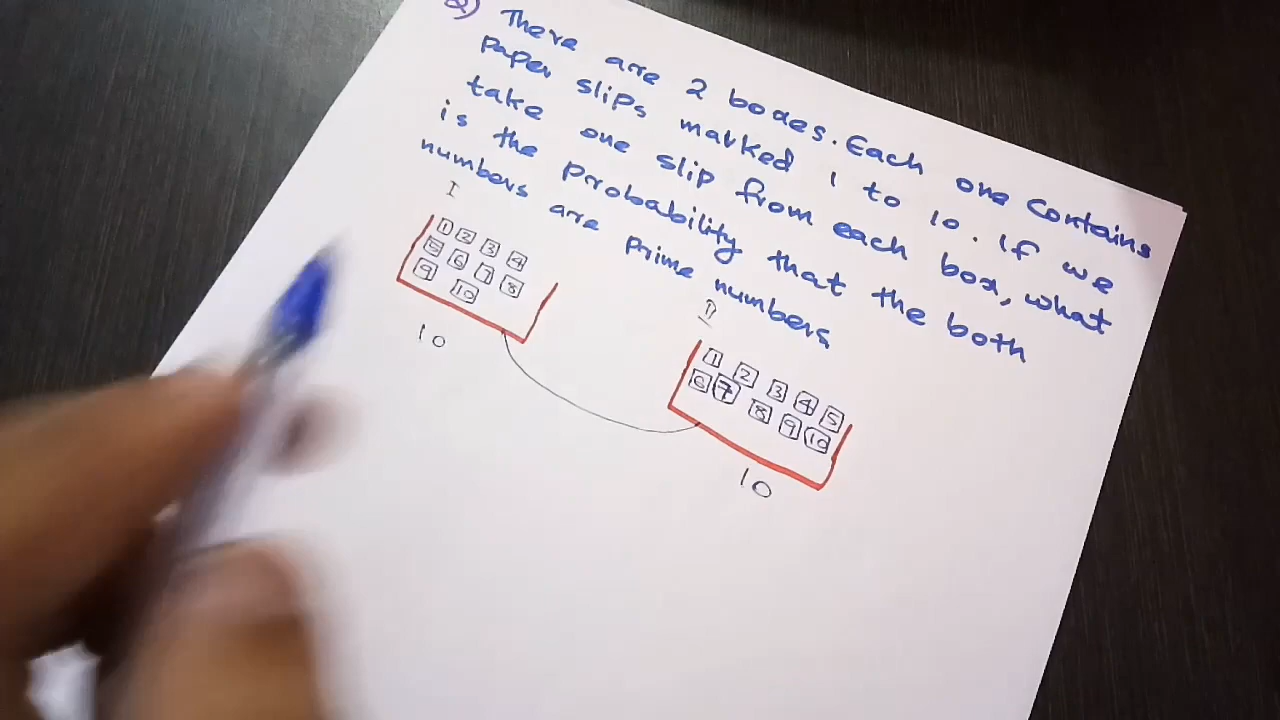 Q) There are 2 boxes. Each one contains
paper slips marked 1 to 10. If we
take one slip from each box, what
is the probability that the both
numbers are prime numbers
I
1 2 3 4
5 6 7 8
9 10
10
II
1 2 3 4 5
6 7 8 9 10
10